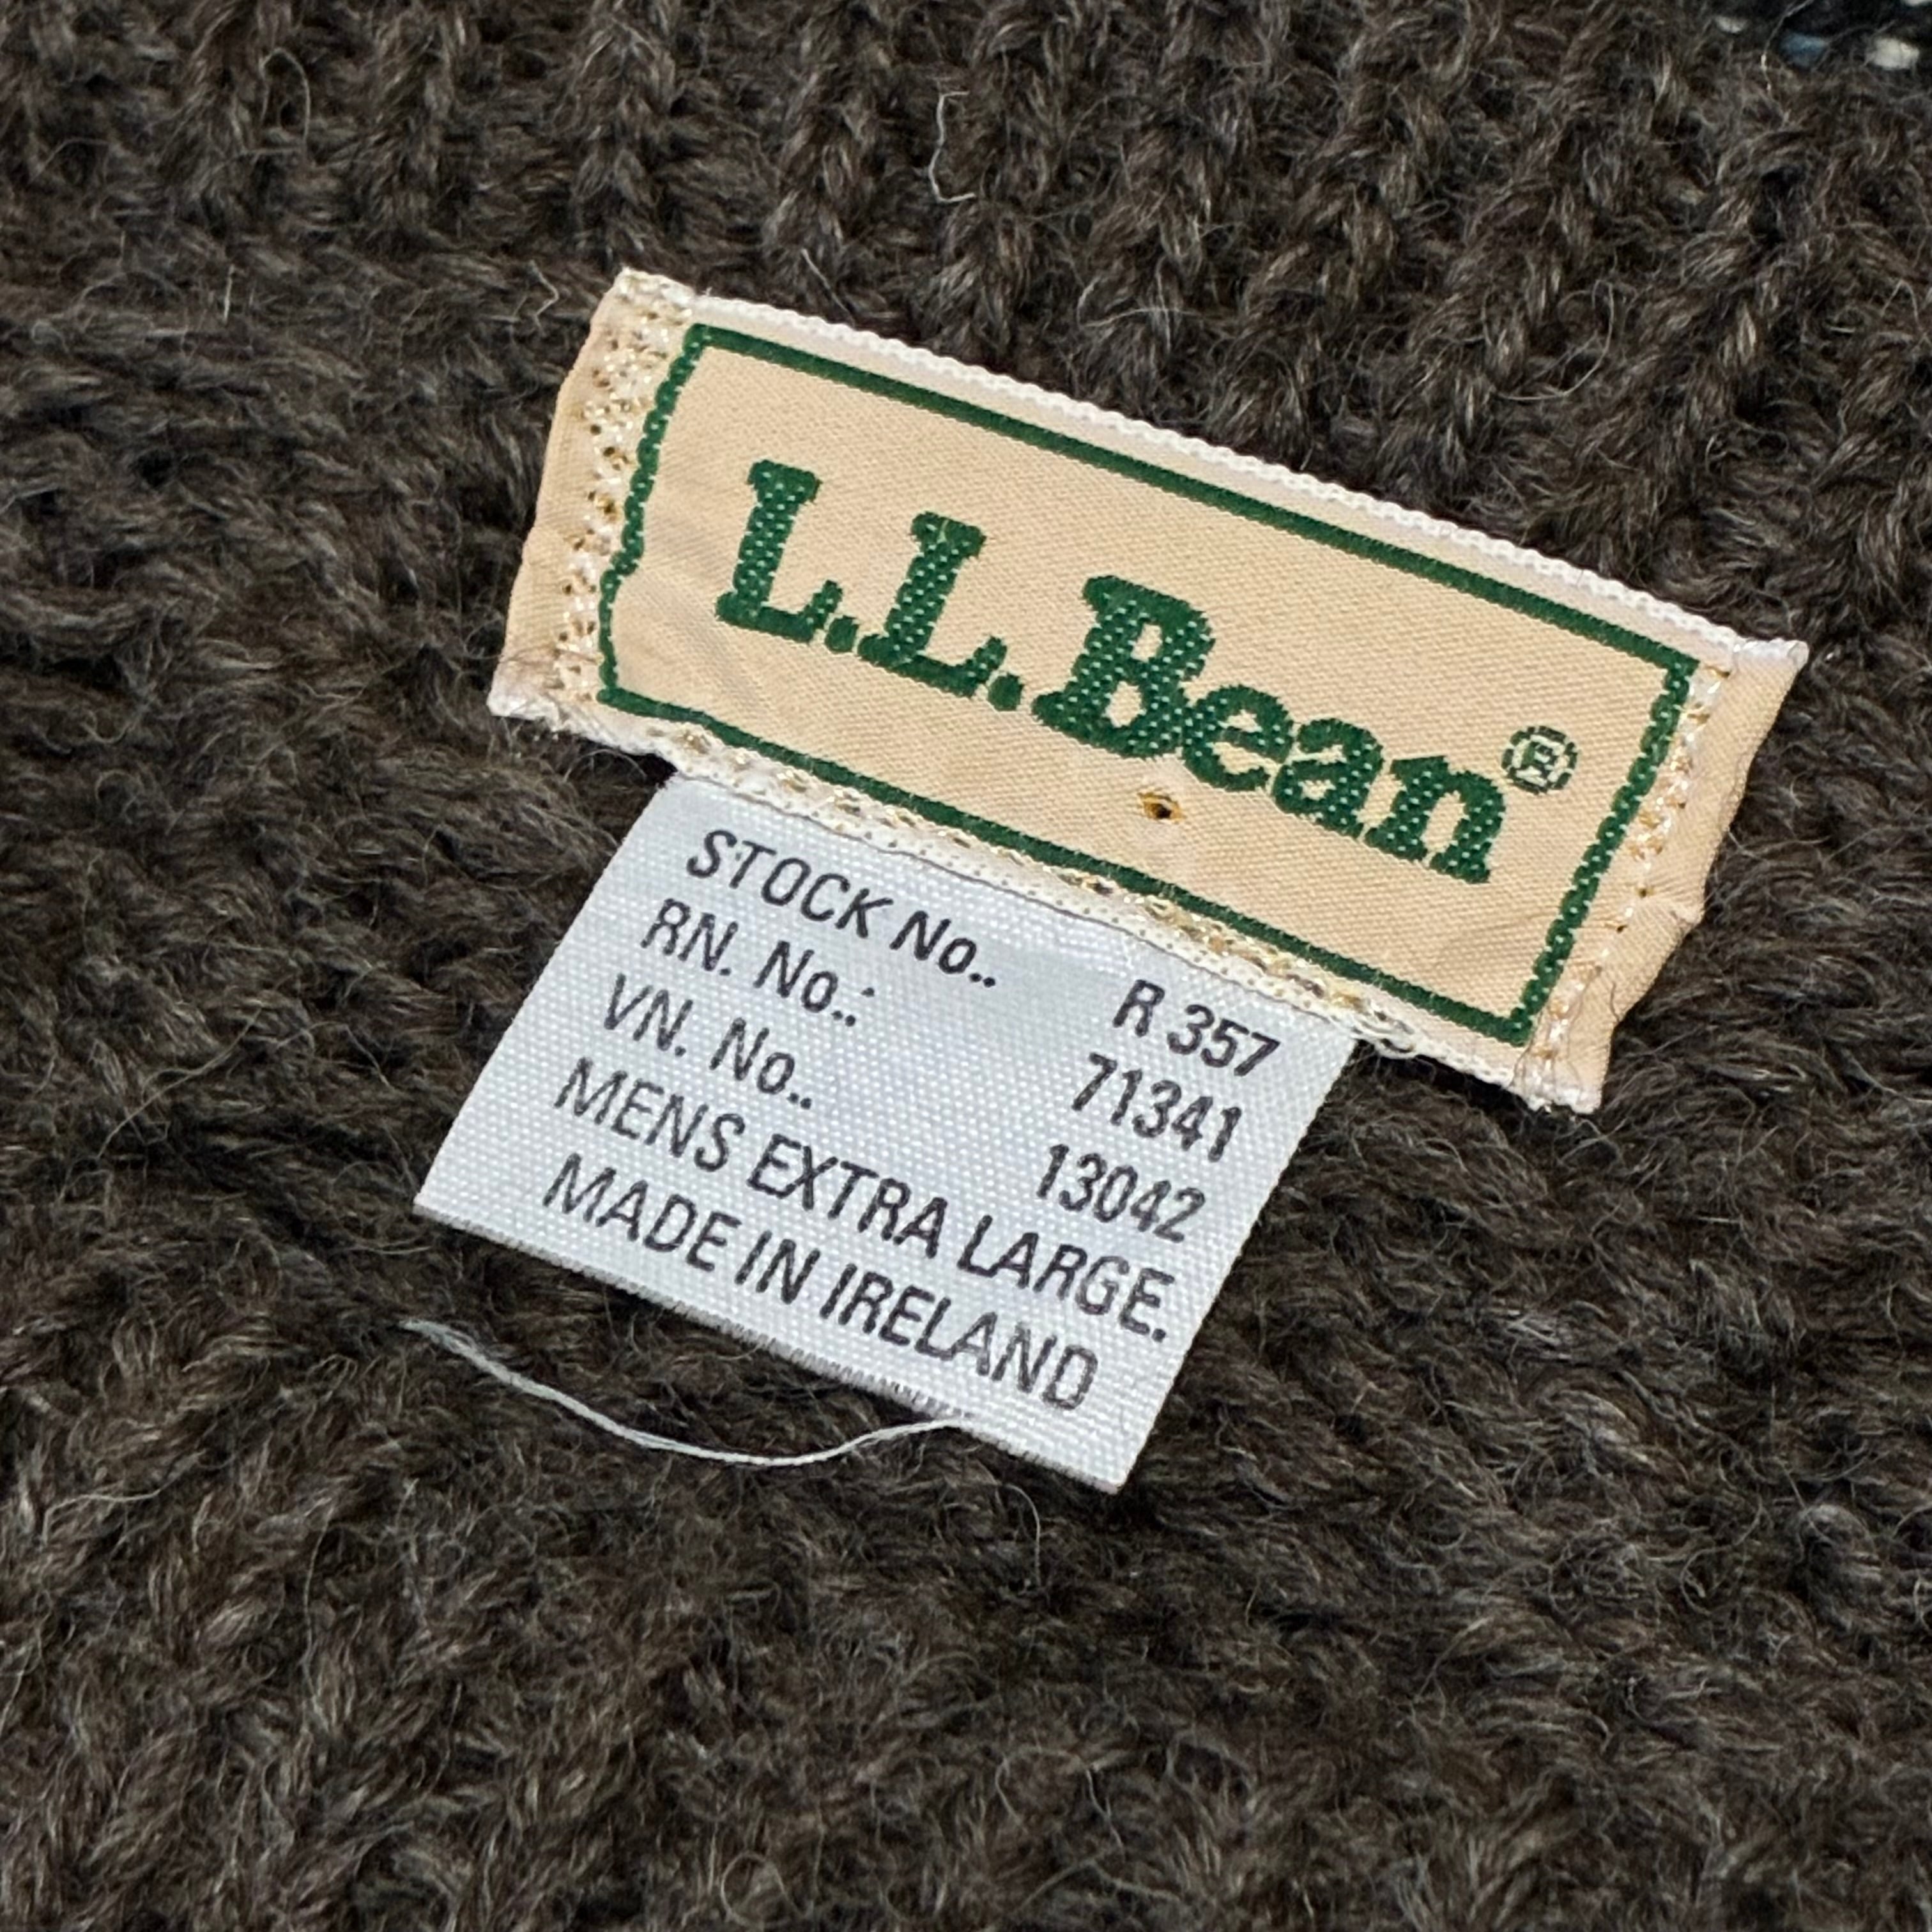 L.L.Bean®
STOCK No.. R 357
RN. No.: 71341
VN. No.. 13042
MENS EXTRA LARGE.
MADE IN IRELAND